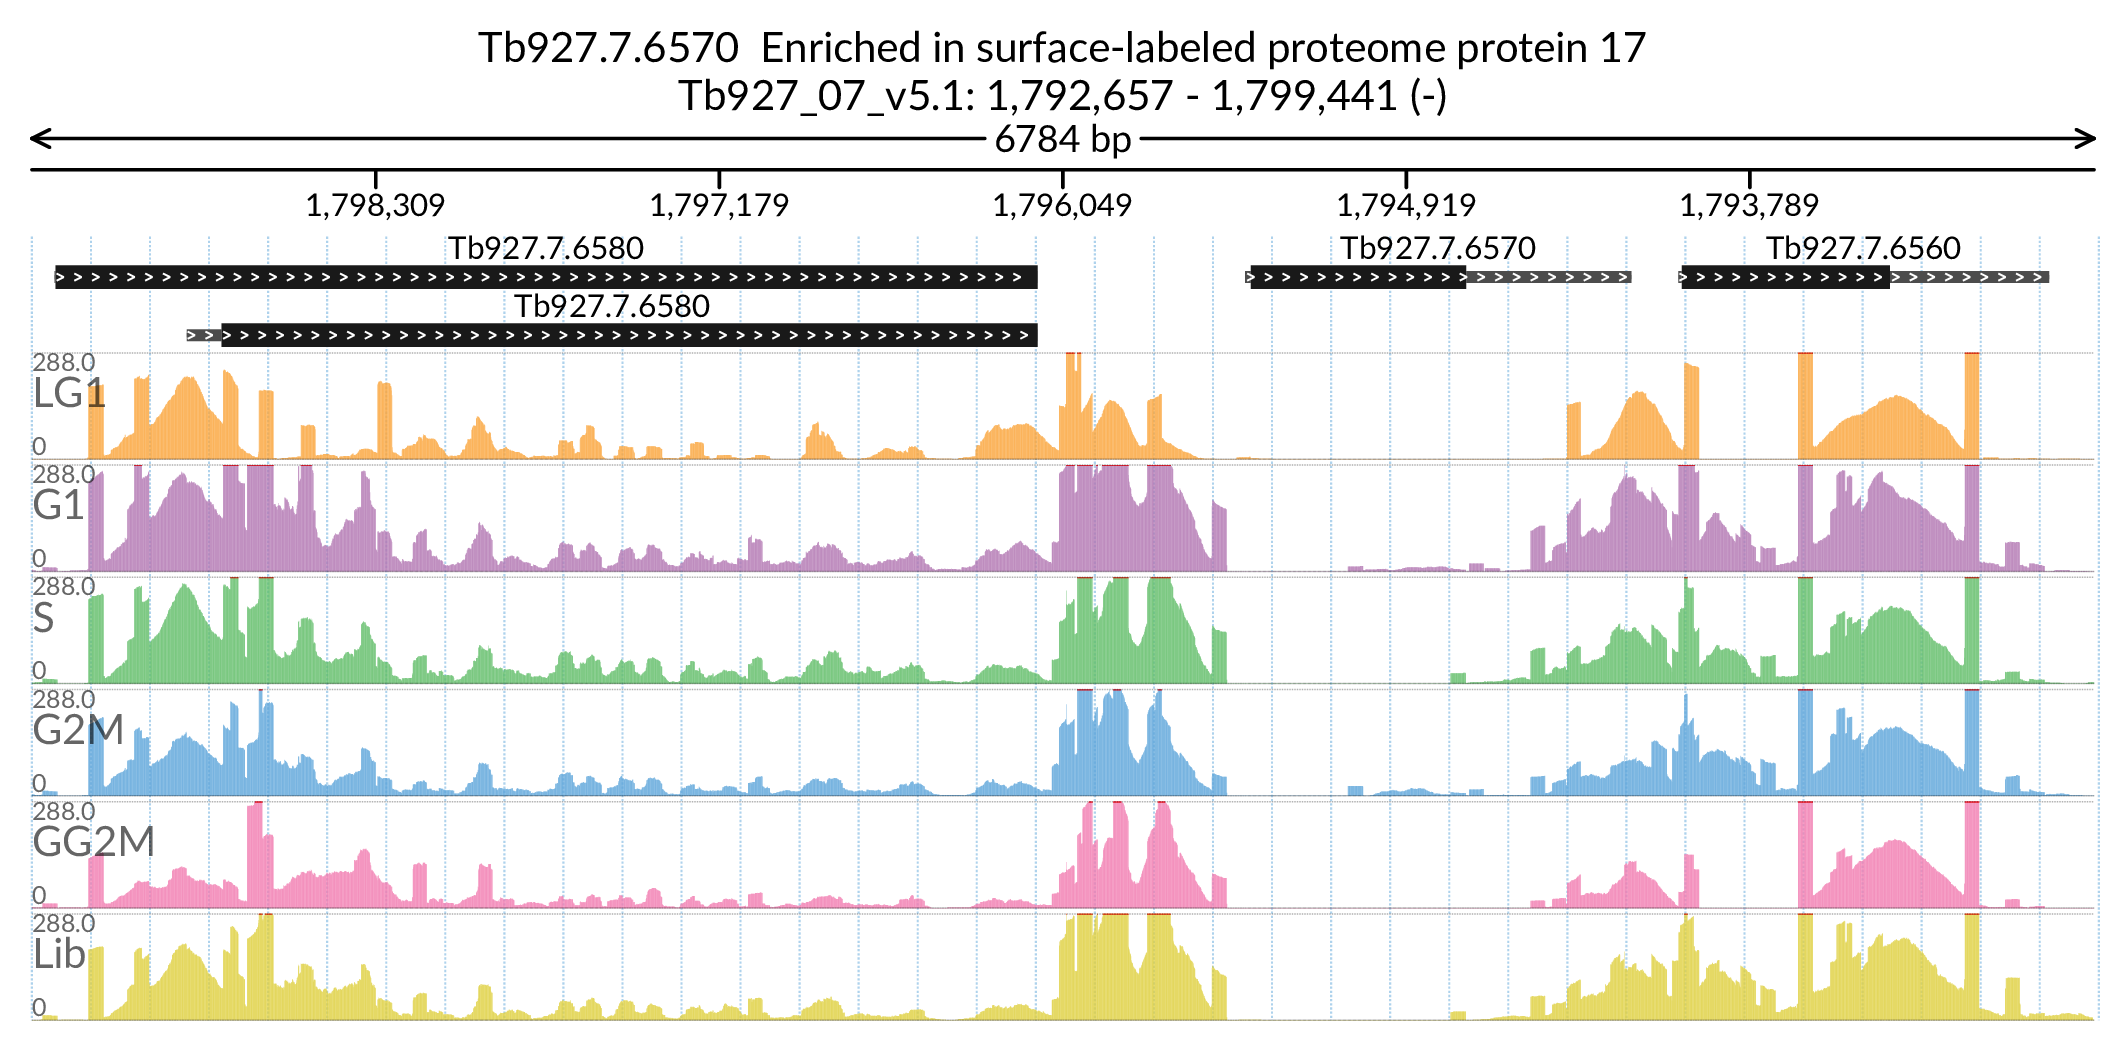 Tb927.7.6570  Enriched in surface-labeled proteome protein 17
Tb927_07_v5.1: 1,792,657 - 1,799,441 (-)
6784 bp
1,798,309 1,797,179 1,796,049 1,794,919 1,793,789
Tb927.7.6580 Tb927.7.6570 Tb927.7.6560
Tb927.7.6580
288.0
LG1
0
288.0
G1
0
288.0
S
0
288.0
G2M
0
288.0
GG2M
0
288.0
Lib
0